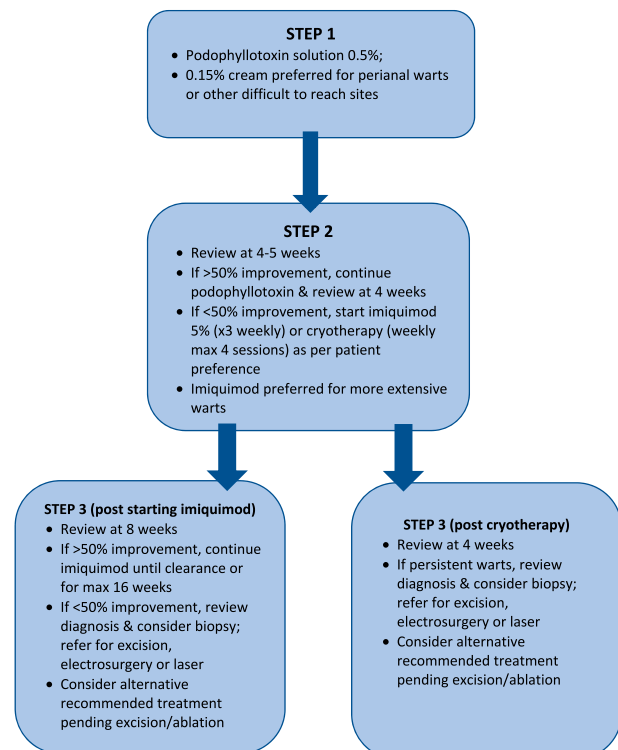 STEP 1
• Podophyllotoxin solution 0.5%;
• 0.15% cream preferred for perianal warts
or other difficult to reach sites
STEP 2
• Review at 4-5 weeks
• If >50% improvement, continue
podophyllotoxin & review at 4 weeks
• If <50% improvement, start imiquimod
5% (x3 weekly) or cryotherapy (weekly
max 4 sessions) as per patient
preference
• Imiquimod preferred for more extensive
warts
STEP 3 (post starting imiquimod)
• Review at 8 weeks
• If >50% improvement, continue
imiquimod until clearance or
for max 16 weeks
• If <50% improvement, review
diagnosis & consider biopsy;
refer for excision,
electrosurgery or laser
• Consider alternative
recommended treatment
pending excision/ablation
STEP 3 (post cryotherapy)
• Review at 4 weeks
• If persistent warts, review
diagnosis & consider biopsy;
refer for excision,
electrosurgery or laser
• Consider alternative
recommended treatment
pending excision/ablation